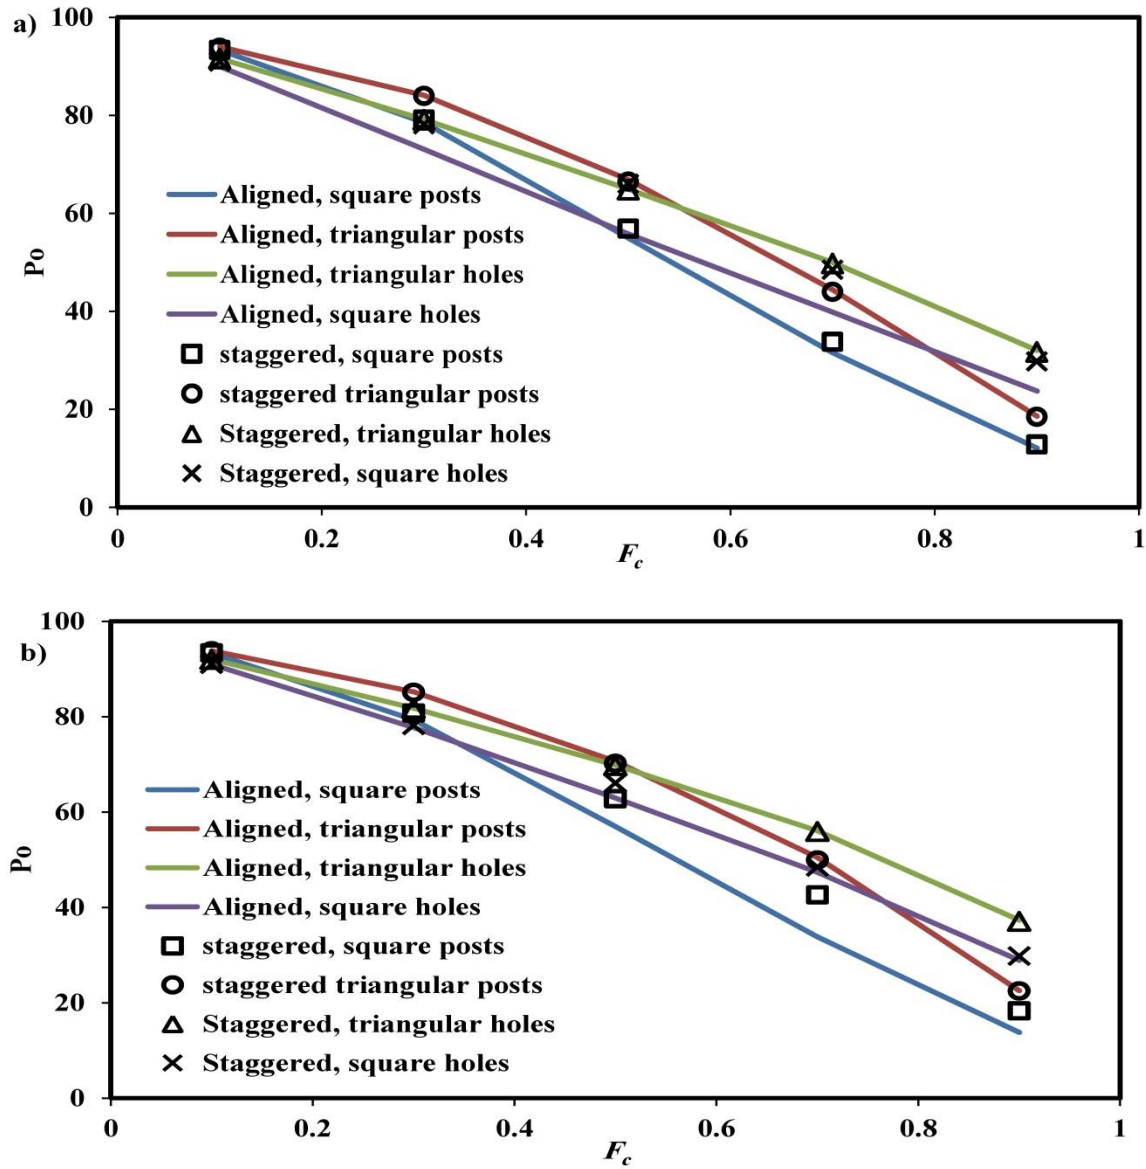 a)
100
80
60
40
20
0
Po
Aligned, square posts
Aligned, triangular posts
Aligned, triangular holes
Aligned, square holes
staggered, square posts
staggered triangular posts
Staggered, triangular holes
Staggered, square holes
0 0.2 0.4 0.6 0.8 1
Fc
b)
100
80
60
40
20
0
Po
Aligned, square posts
Aligned, triangular posts
Aligned, triangular holes
Aligned, square holes
staggered, square posts
staggered triangular posts
Staggered, triangular holes
Staggered, square holes
0 0.2 0.4 0.6 0.8 1
Fc